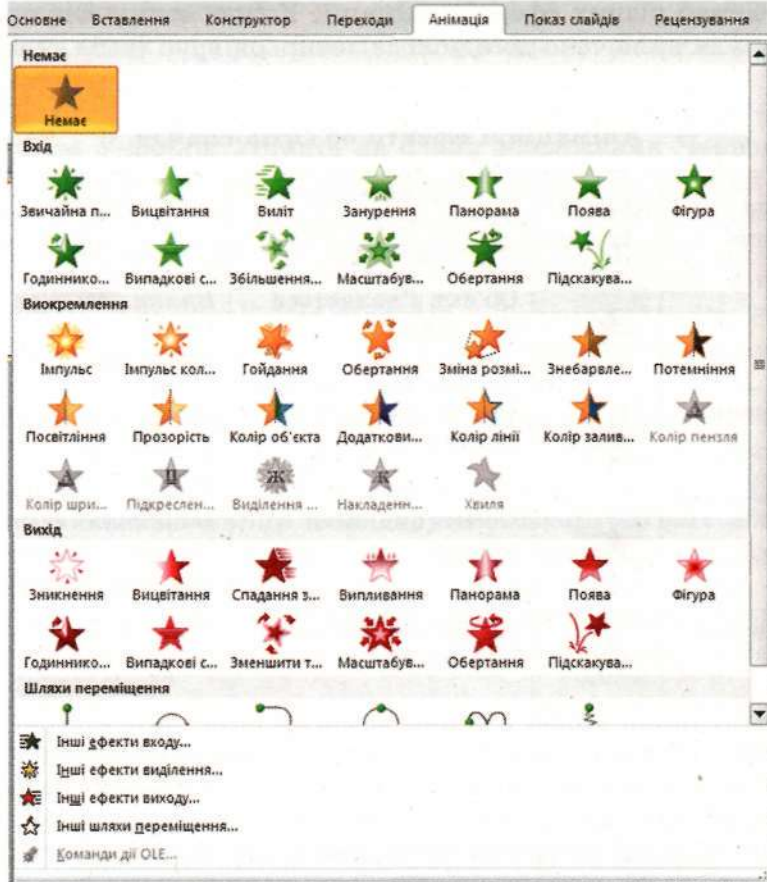 Основне Вставлення Конструктор Переходи Анімація Показ слайдів Рецензування
Немає
Немає
Вхід
Звичайна п... Вицвітання Виліт Занурення Панорама Поява Фігура
Годиннико... Випадкові с... Збільшення... Масштабув... Обертання Підскакува...
Виокремлення
Імпульс Імпульс кол... Гойдання Обертання Зміна розмі... Знебарвле... Потемніння
Посвітління Прозорість Колір об'єкта Додаткови... Колір лінії Колір залив... Колір пензля
Колір шри... Підкреслен... Виділення ... Накладенн... Хвиля
Вихід
Зникнення Вицвітання Спадання з... Випливання Панорама Поява Фігура
Годиннико... Випадкові с... Зменшити т... Масштабув... Обертання Підскакува...
Шляхи переміщення
Інші ефекти входу...
Інші ефекти виділення...
Інші ефекти виходу...
Інші шляхи переміщення...
Команди дії OLE...